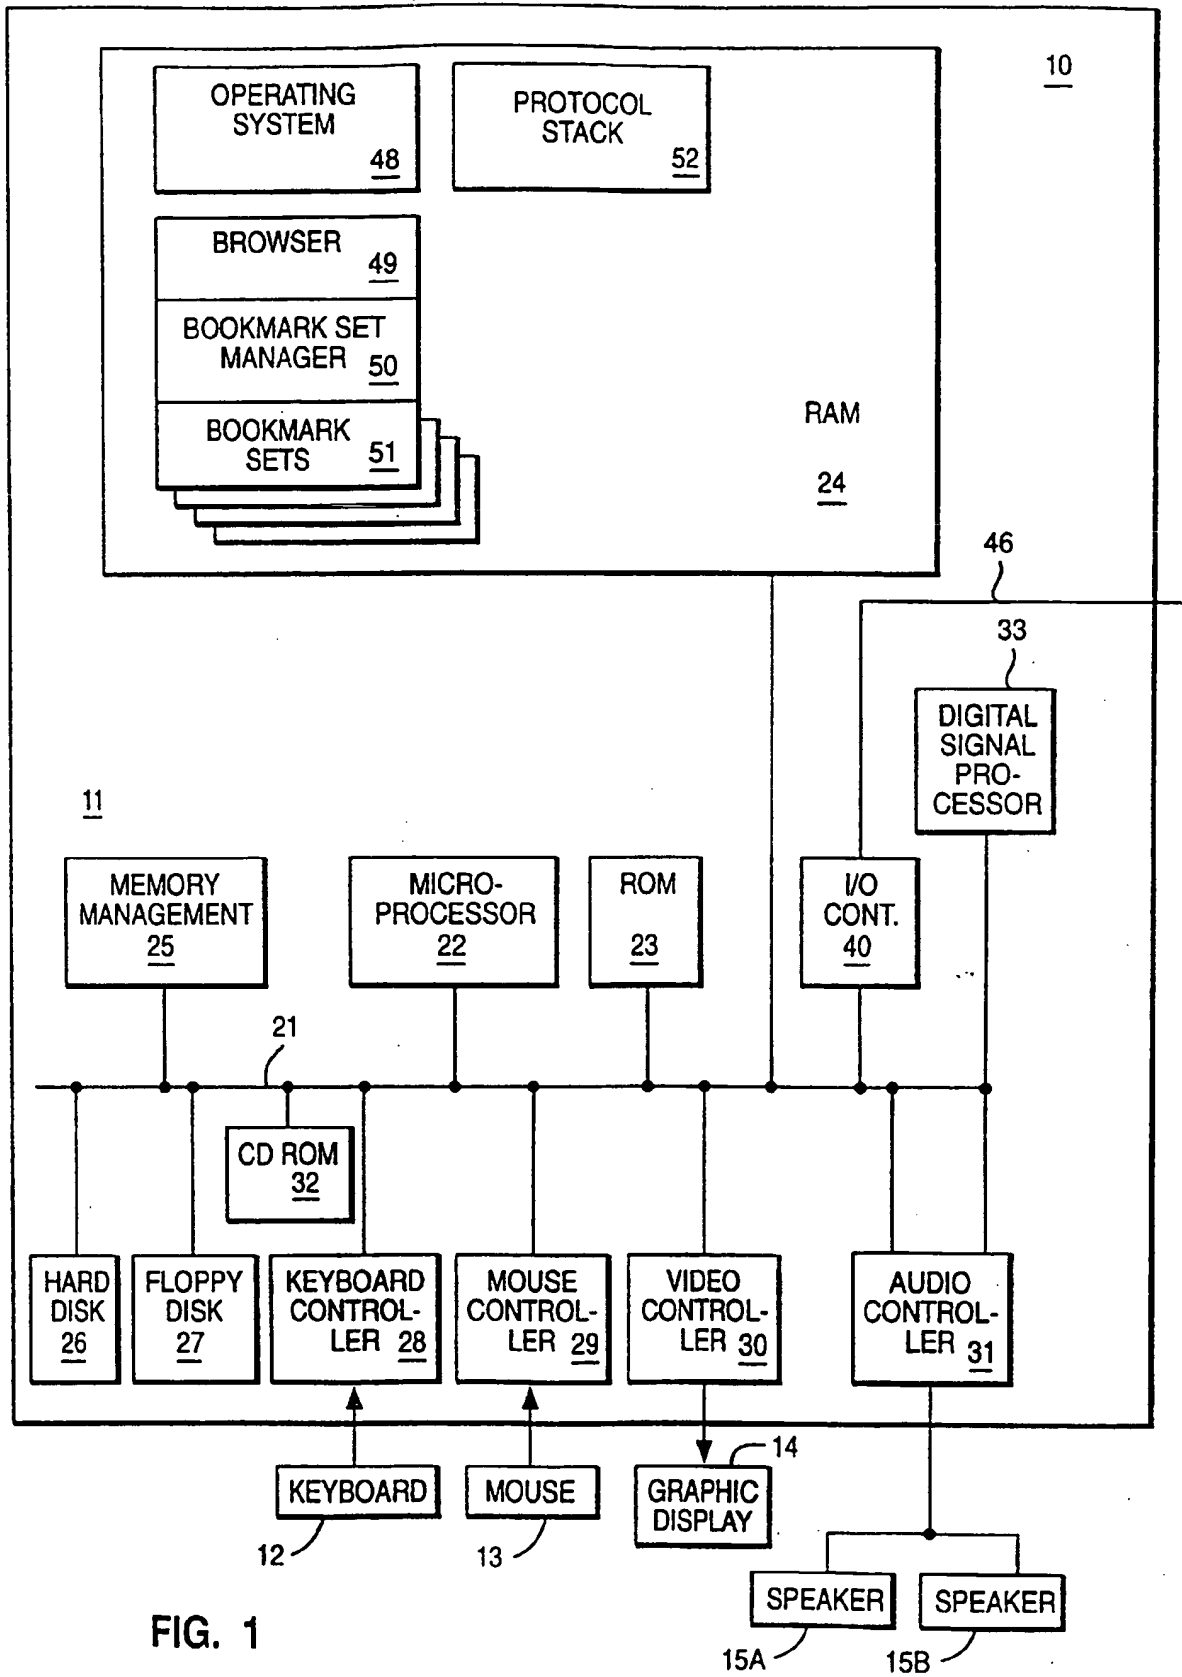 10
OPERATING
SYSTEM
48
PROTOCOL
STACK
52
BROWSER
49
BOOKMARK SET
MANAGER 50
BOOKMARK
SETS 51
RAM
24
46
33
DIGITAL
SIGNAL
PRO-
CESSOR
11
MEMORY
MANAGEMENT
25
MICRO-
PROCESSOR
22
ROM
23
I/O
CONT.
40
21
CD ROM
32
HARD
DISK
26
FLOPPY
DISK
27
KEYBOARD
CONTROL-
LER 28
MOUSE
CONTROL-
LER 29
VIDEO
CONTROL-
LER 30
AUDIO
CONTROL-
LER 31
KEYBOARD
12
MOUSE
13
14
GRAPHIC
DISPLAY
SPEAKER
15A
SPEAKER
15B
FIG. 1